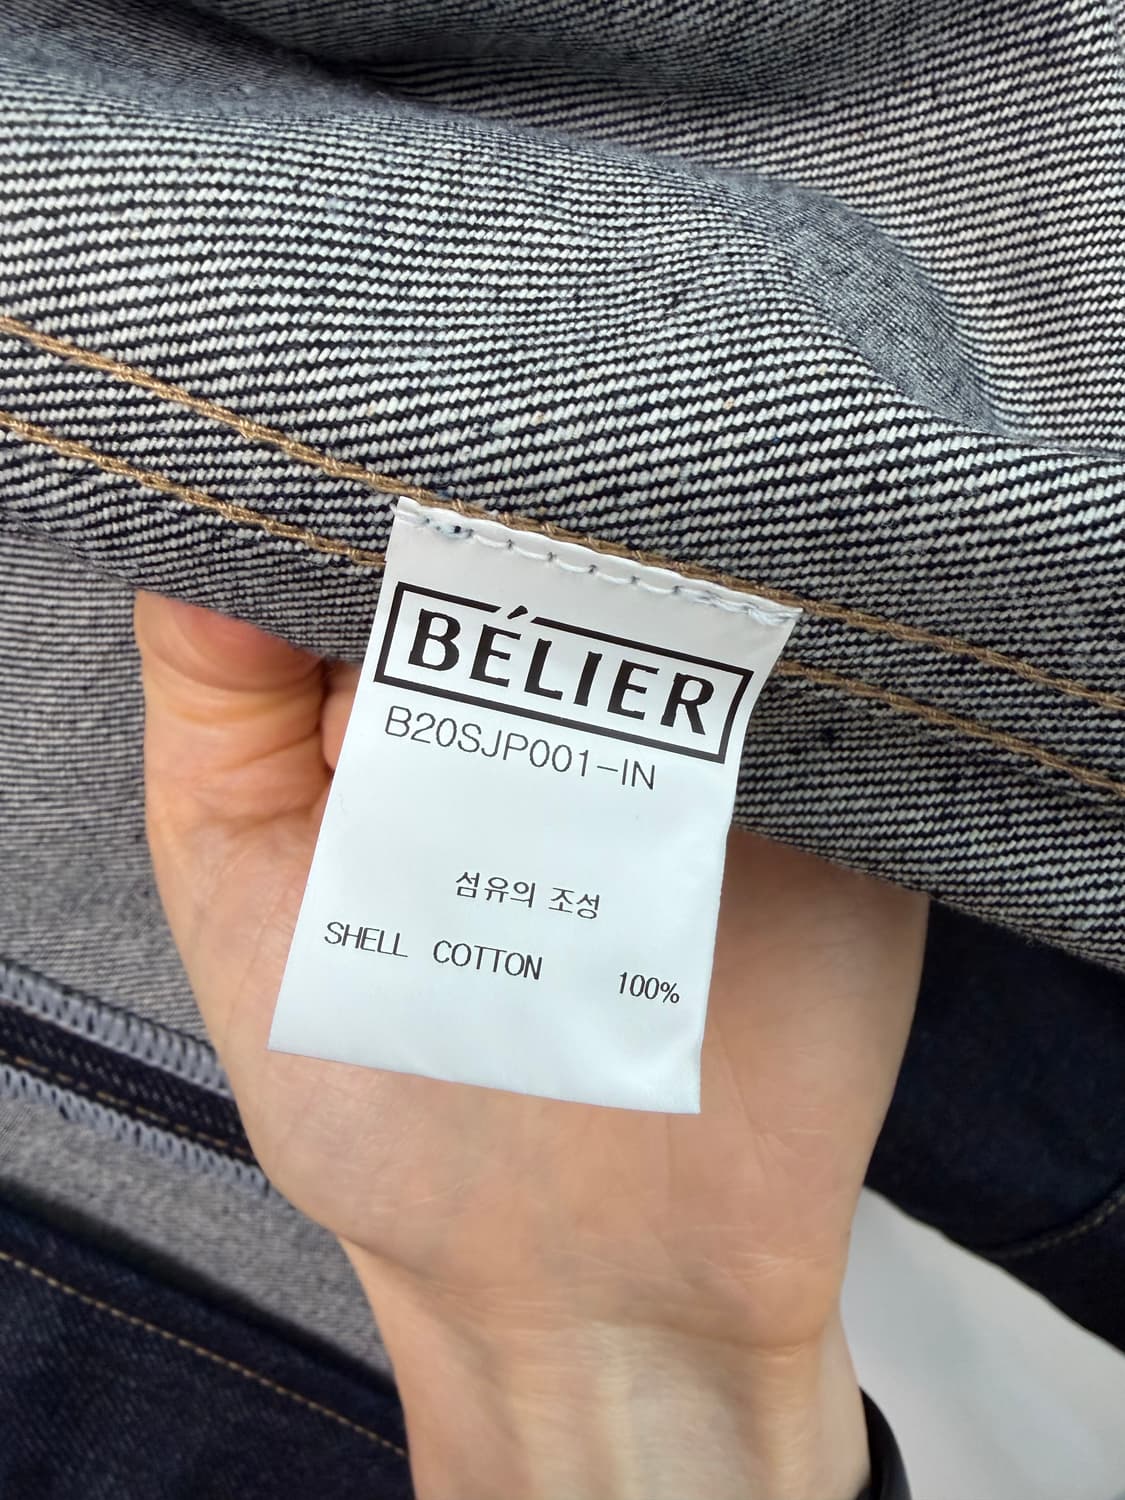 BÉLIER
B20SJP001-IN
섬유의 조성
SHELL COTTON 100%